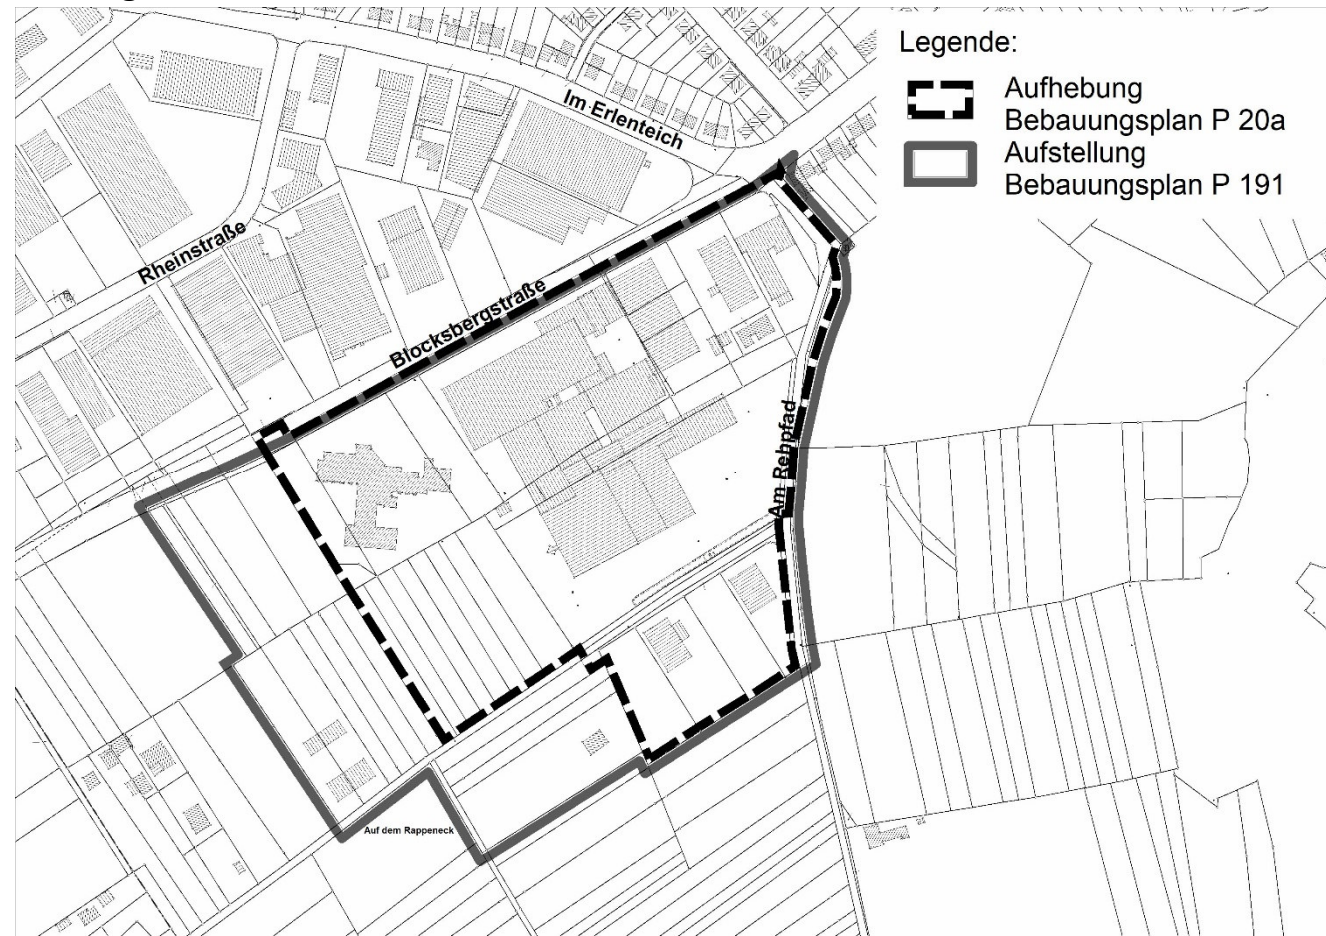 Legende:
Aufhebung
Bebauungsplan P 20a
Aufstellung
Bebauungsplan P 191
Im Erlenteich
Rheinstraße
Blocksbergstraße
Am Rehpfad
Auf dem Rappeneck